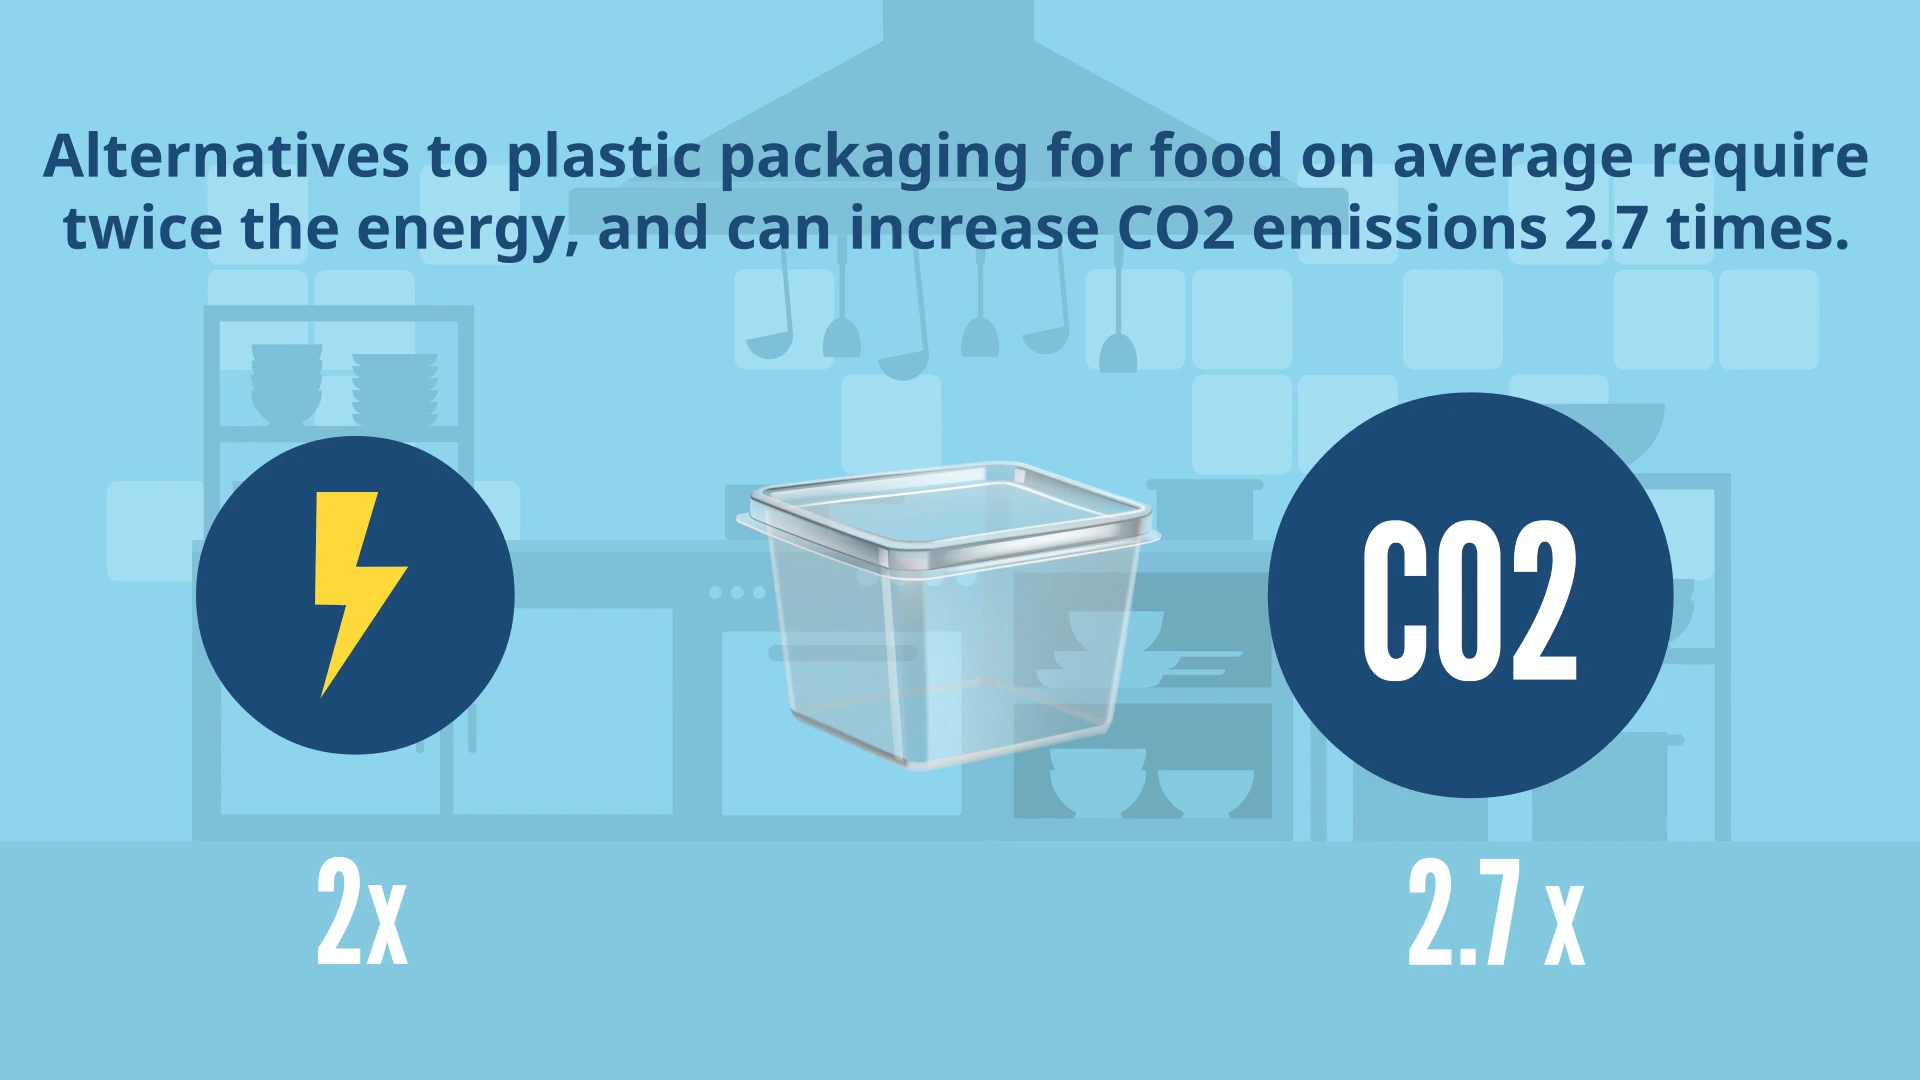 Alternatives to plastic packaging for food on average require
twice the energy, and can increase CO2 emissions 2.7 times.
CO2
2x
2.7 x